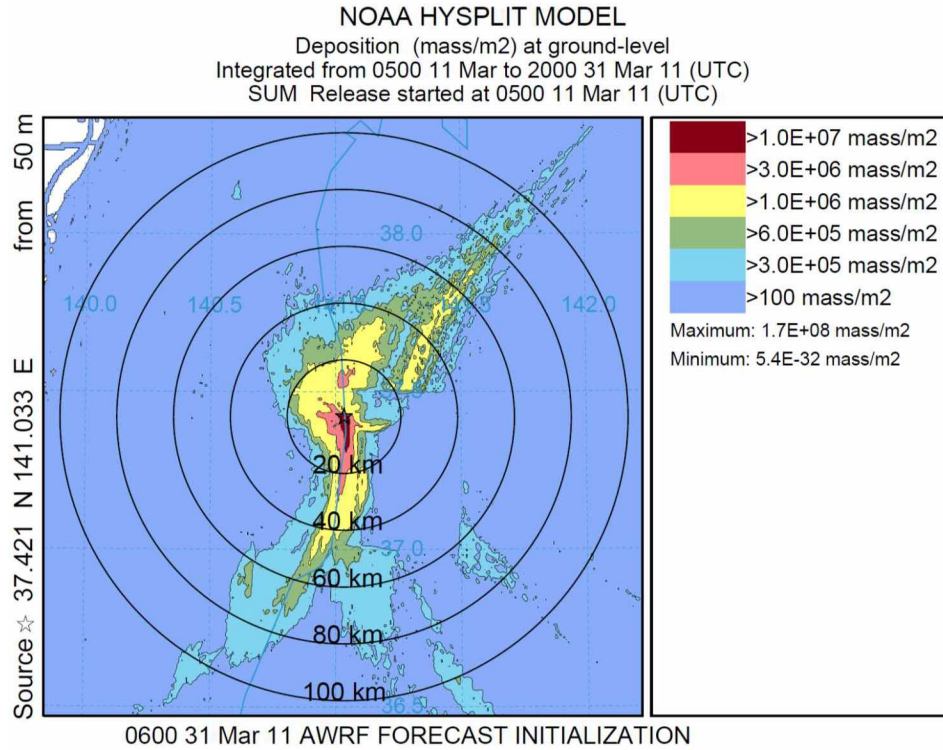 NOAA HYSPLIT MODEL
Deposition (mass/m2) at ground-level
Integrated from 0500 11 Mar to 2000 31 Mar 11 (UTC)
SUM Release started at 0500 11 Mar 11 (UTC)
Source ☆ 37.421 N 141.033 E from 50 m
38.0
140.0
140.5
142.0
20 km
40 km
37.0
60 km
80 km
100 km
36.5
>1.0E+07 mass/m2
>3.0E+06 mass/m2
>1.0E+06 mass/m2
>6.0E+05 mass/m2
>3.0E+05 mass/m2
>100 mass/m2
Maximum: 1.7E+08 mass/m2
Minimum: 5.4E-32 mass/m2
0600 31 Mar 11 AWRF FORECAST INITIALIZATION